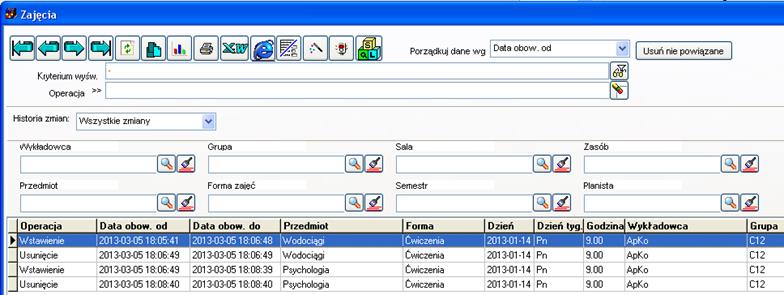 Zajęcia
XW
S
Q L
Porządkuj dane wg Data obow. od Usuń nie powiązane
Kryterium wyśw.
Operacja >>
Historia zmian: Wszystkie zmiany
Wykładowca Grupa Sala Zasób
Przedmiot Forma zajęć Semestr Planista
Operacja Data obow. od Data obow. do Przedmiot Forma Dzień Dzień tyg. Godzina Wykładowca Grupa
Wstawienie 2013-03-05 18:05:41 2013-03-05 18:06:48 Wodociągi Ćwiczenia 2013-01-14 Pn 9.00 ApKo C12
Usunięcie 2013-03-05 18:06:49 2013-03-05 18:06:49 Wodociągi Ćwiczenia 2013-01-14 Pn 9.00 ApKo C12
Wstawienie 2013-03-05 18:06:49 2013-03-05 18:08:39 Psychologia Ćwiczenia 2013-01-14 Pn 9.00 ApKo C12
Usunięcie 2013-03-05 18:08:40 2013-03-05 18:08:40 Psychologia Ćwiczenia 2013-01-14 Pn 9.00 ApKo C12